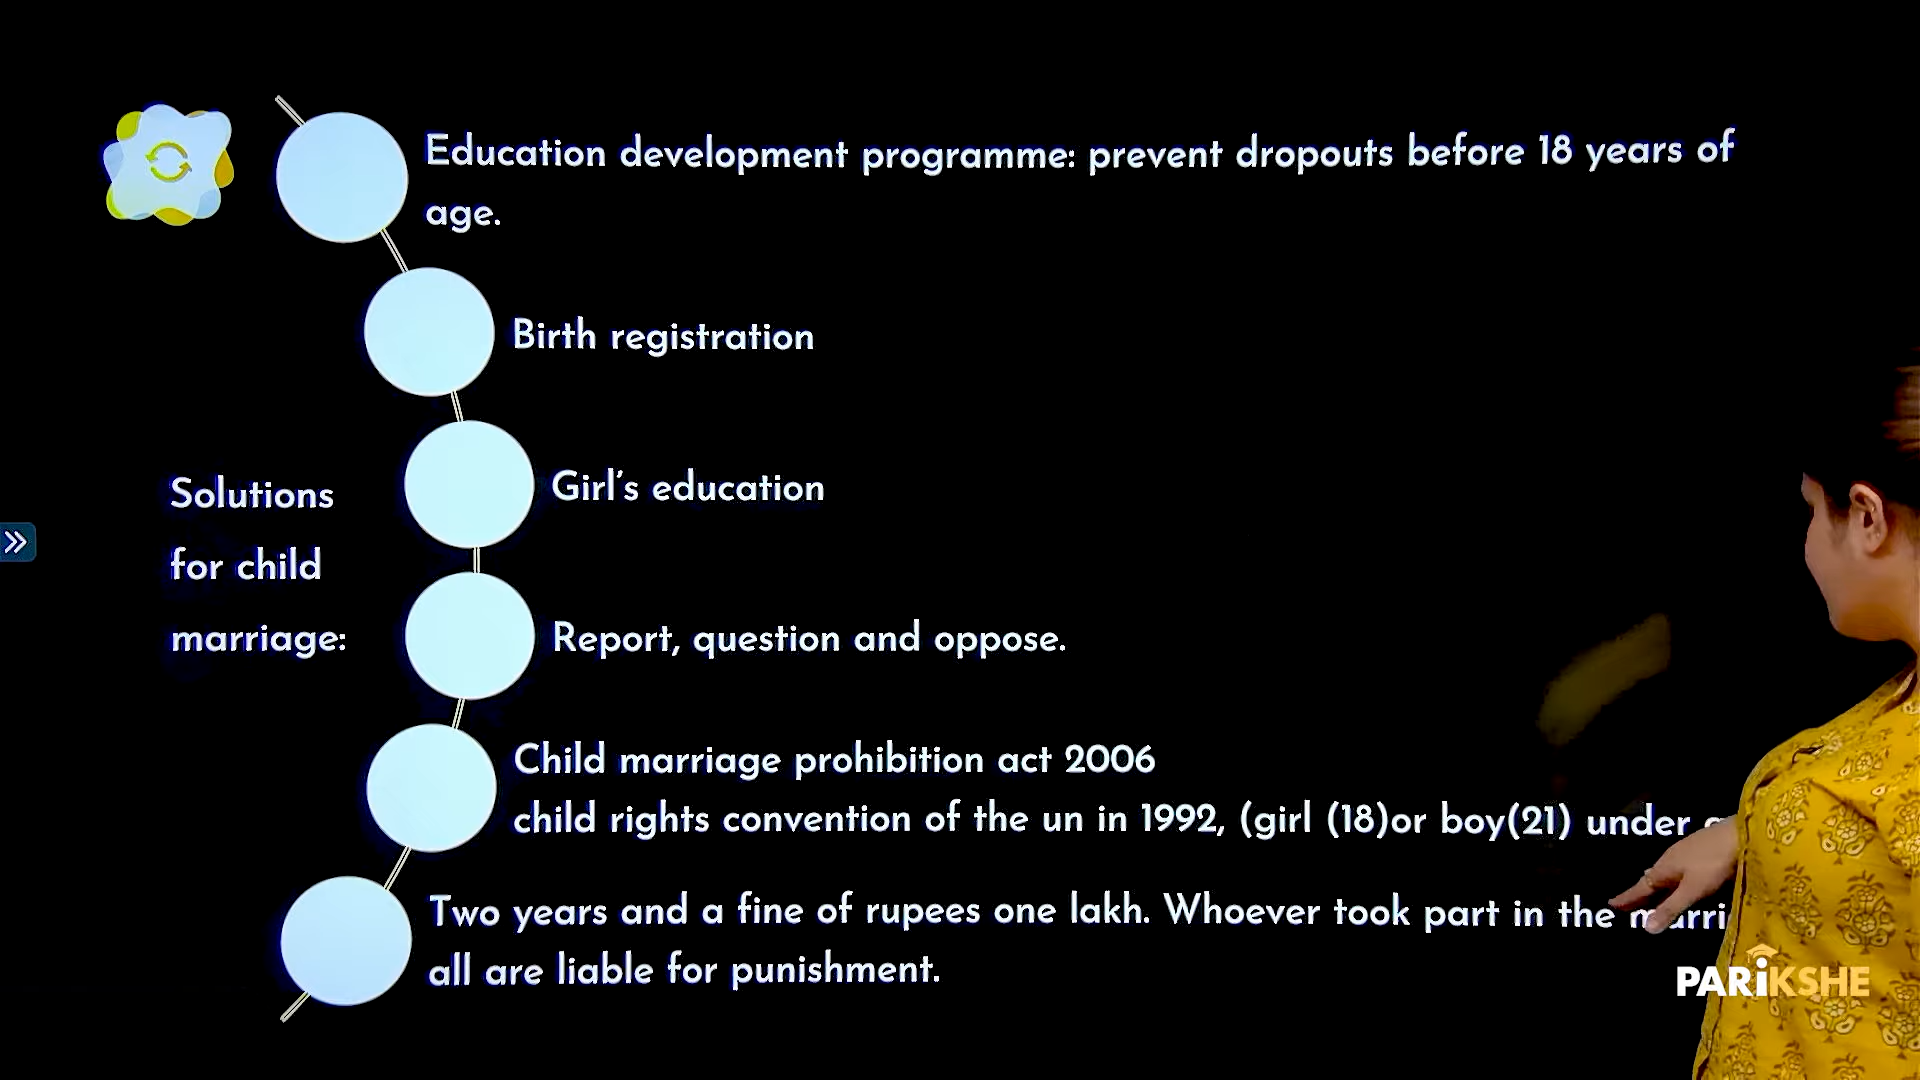 Education development programme: prevent dropouts before 18 years of
age.
Birth registration
Girl's education
Solutions
for child
marriage:
Report, question and oppose.
Child marriage prohibition act 2006
child rights convention of the un in 1992, (girl (18)or boy(21) under
Two years and a fine of rupees one lakh. Whoever took part in the
all are liable for punishment.
PARiKSHE